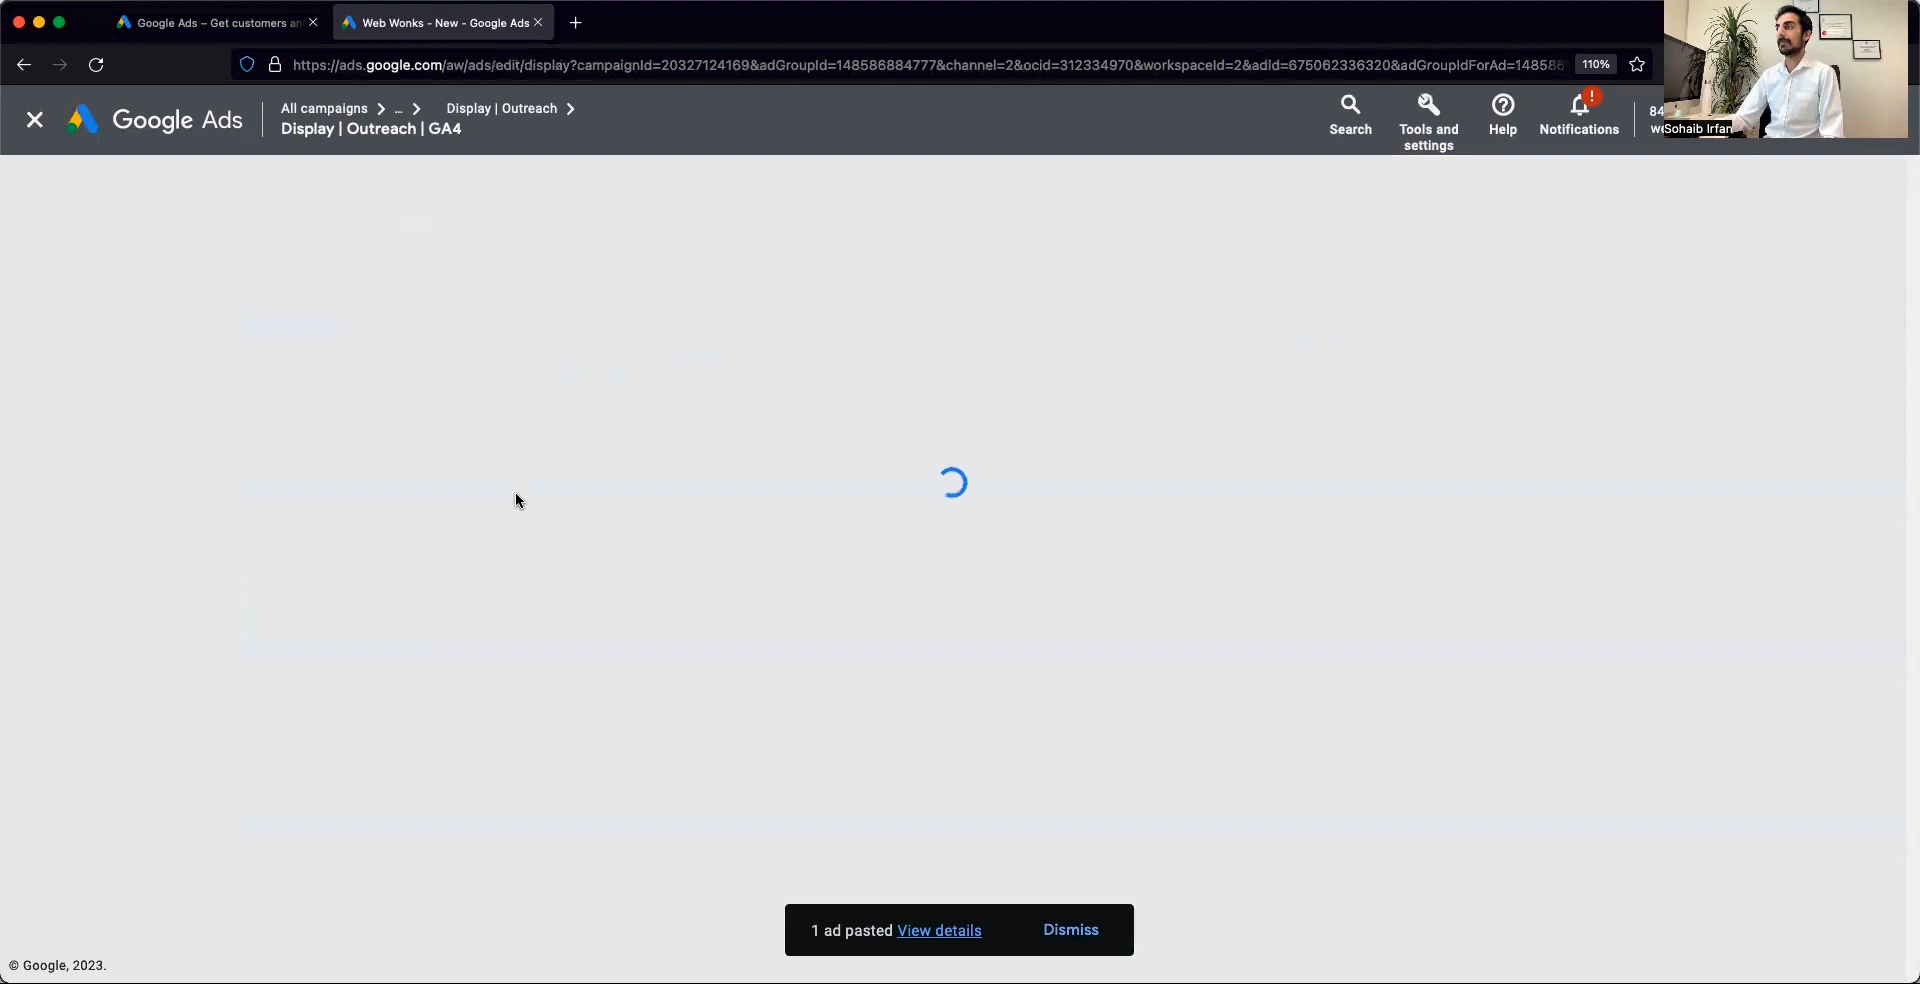 Google Ads – Get customers an
Web Wonks - New - Google Ads
https://ads.google.com/aw/ads/edit/display?campaignId=20327124169&adGroupId=148586884777&channel=2&ocid=312334970&workspaceId=2&adid=675062336320&adGroupIdForAd=148586
110%
Google Ads
All campaigns
...
Display | Outreach
Display | Outreach | GA4
Search
Tools and
settings
Help
Notifications
84
we
Sohaib Irfan
1 ad pasted View details
Dismiss
© Google, 2023.